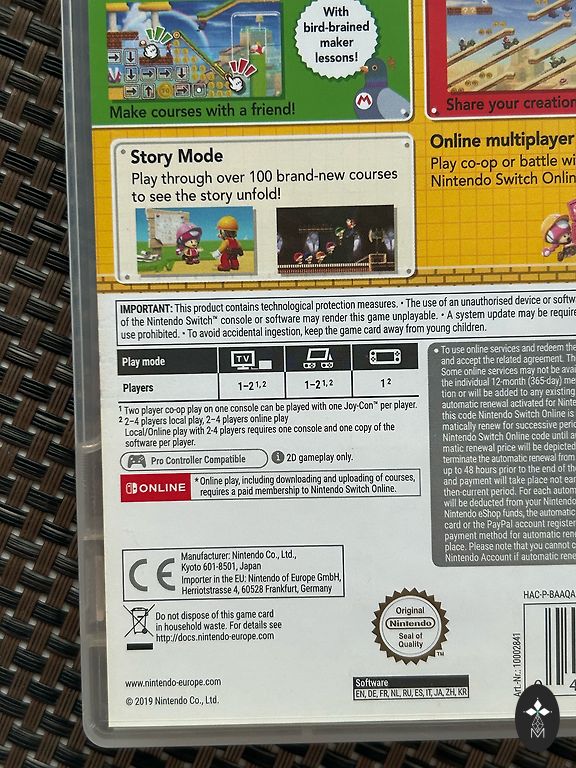 With
bird-brained
maker
lessons!
Make courses with a friend!
Share your creation
Story Mode
Play through over 100 brand-new courses
to see the story unfold!
Online multiplayer
Play co-op or battle wi
Nintendo Switch Onlin
IMPORTANT: This product contains technological protection measures. • The use of an unauthorised device or softw
of the Nintendo Switch™ console or software may render this game unplayable. • A system update may be require
use prohibited. • To avoid accidental ingestion, keep the game card away from young children.
Play mode TV
Players 1–2¹,² 1–2¹,² 1²
¹ Two player co-op play on one console can be played with one Joy-Con™ per player.
² 2–4 players local play, 2–4 players online play
Local/Online play with 2-4 players requires one console and one copy of the
software per player.
Pro Controller Compatible i 2D gameplay only.
ONLINE
* Online play, including downloading and uploading of courses,
requires a paid membership to Nintendo Switch Online.
• To use online services and redeem the
and accept the related agreement. Th
Some online services may not be avai
the individual 12-month (365-day) me
tion or will be added to any existing
automatic renewal activated for Ninten
this code Nintendo Switch Online is
matically renew for successive perio
Nintendo Switch Online code until a
matic renewal price will be depicted
terminate the automatic renewal from
up to 48 hours prior to the end of th
and payment will take place not ear
then-current period. For each autom
will be deducted from your Nintendo
Nintendo eShop funds, the automatic
card or the PayPal account register
payment method for automatic rene
place. Please note that you cannot
Nintendo Account if automatic rene
CE
Manufacturer: Nintendo Co., Ltd.,
Kyoto 601-8501, Japan
Importer in the EU: Nintendo of Europe GmbH,
Herriotstrasse 4, 60528 Frankfurt, Germany
Do not dispose of this game card
in household waste. For details see
http://docs.nintendo-europe.com
Original
Nintendo
Seal of
Quality
™
HAC-P-BAAQA
Art.-Nr.: 10002841
www.nintendo-europe.com
© 2019 Nintendo Co., Ltd.
Software
EN, DE, FR, NL, RU, ES, IT, JA, ZH, KR
0 4
M